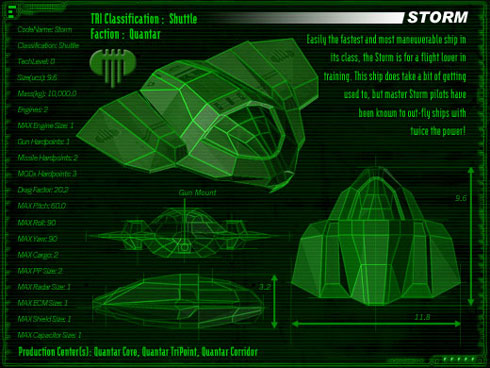 STORM
TRI Classification : Shuttle
Faction : Quantar
Easily the fastest and most maneuverable ship in
its class, the Storm is for a flight lover in
training. This ship does take a bit of getting
used to, but master Storm pilots have
been known to out-fly ships with
twice the power!
CodeName: Storm
Classification: Shuttle
TechLevel: 0
Size(ucs): 9.6
Mass(kg): 10,000.0
Engines: 2
MAX Engine Size: 1
Gun Hardpoints: 1
Missile Hardpoints: 2
MODx Hardpoints: 3
Drag Factor: 20.2
MAX Pitch: 60.0
MAX Roll: 90
MAX Yaw: 90
MAX Cargo: 2
MAX PP Size: 2
MAX Radar Size: 1
MAX ECM Size: 1
MAX Shield Size: 1
MAX Capacitor Size: 1
Gun Mount
9,6
3,2
11,8
Production Center(s): Quantar Core, Quantar TriPoint, Quantar Corridor